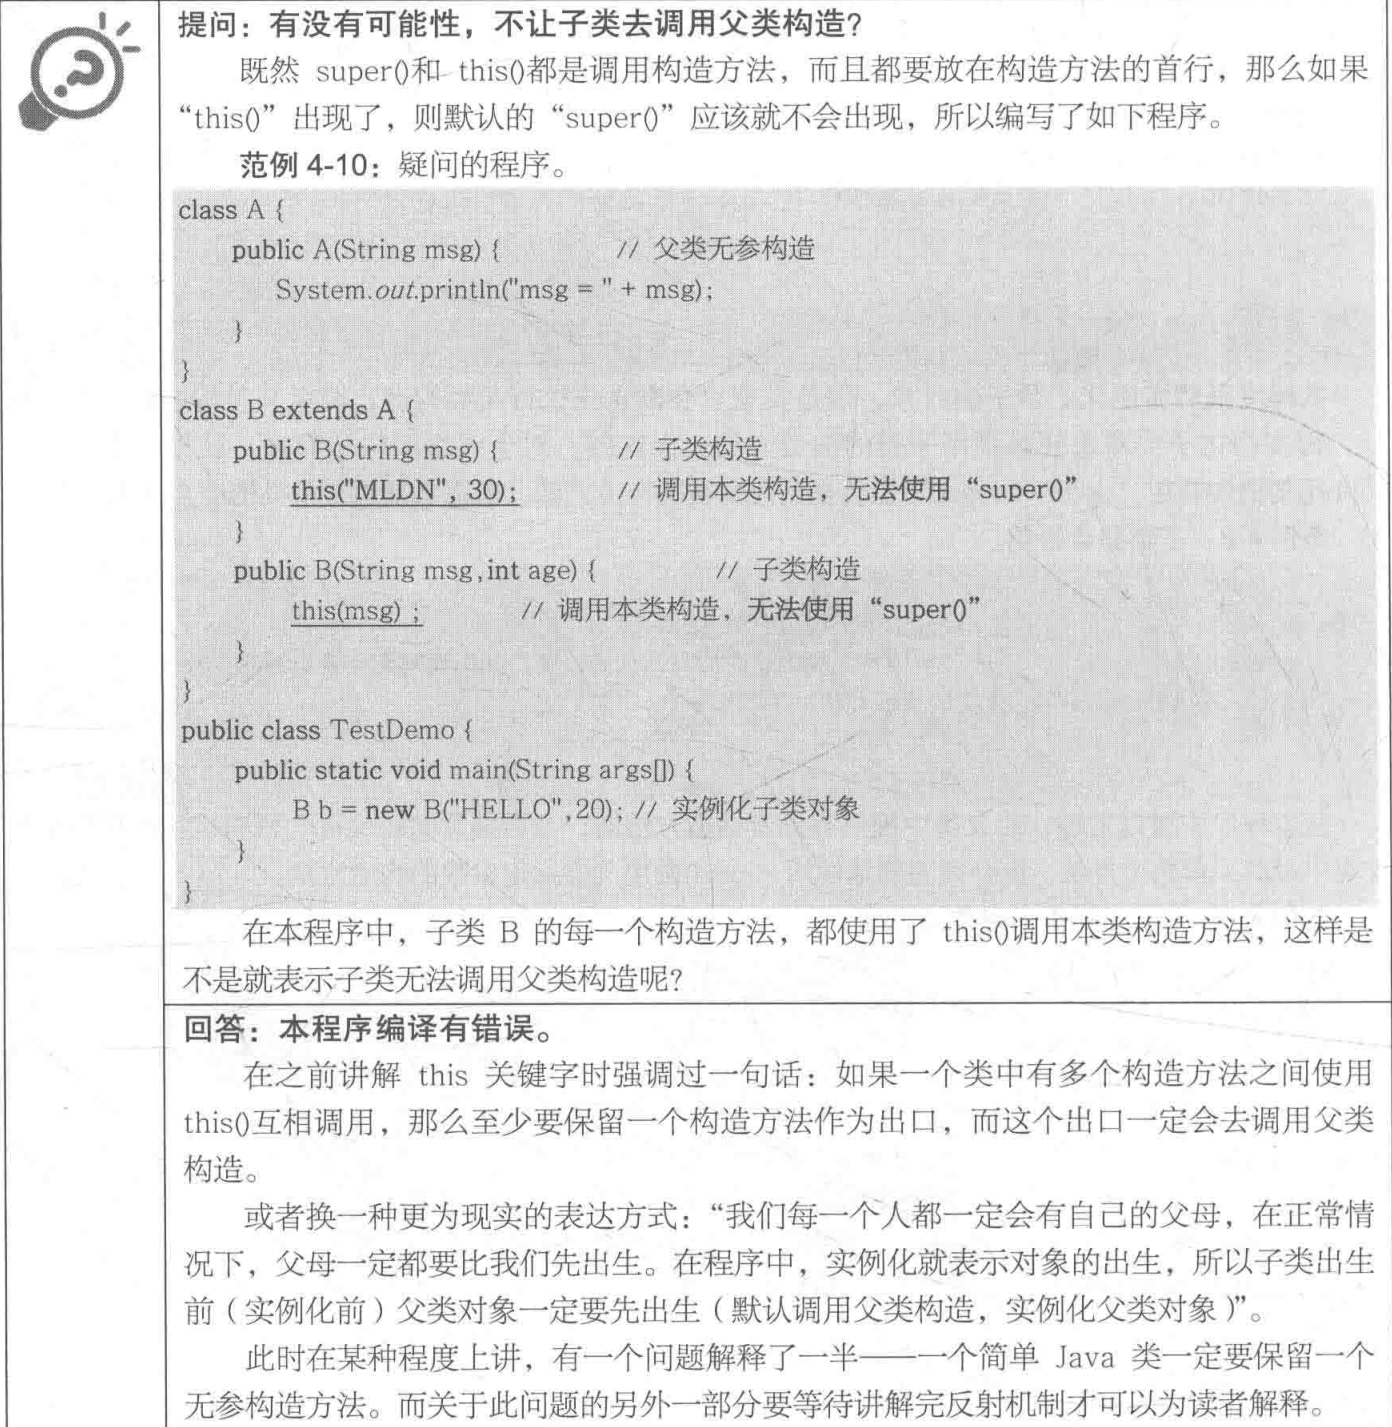 提问：有没有可能性，不让子类去调用父类构造？
既然 super()和 this()都是调用构造方法，而且都要放在构造方法的首行，那么如果
“this()”出现了，则默认的“super()”应该就不会出现，所以编写了如下程序。
范例 4-10：疑问的程序。
class A {
public A(String msg) { // 父类无参构造
System.out.println("msg = " + msg);
}
}
class B extends A {
public B(String msg) { // 子类构造
this("MLDN", 30); // 调用本类构造，无法使用“super()”
}
public B(String msg,int age) { // 子类构造
this(msg) ; // 调用本类构造，无法使用“super()”
}
}
public class TestDemo {
public static void main(String args[]) {
B b = new B("HELLO",20); // 实例化子类对象
}
}
在本程序中，子类 B 的每一个构造方法，都使用了 this()调用本类构造方法，这样是
不是就表示子类无法调用父类构造呢？
回答：本程序编译有错误。
在之前讲解 this 关键字时强调过一句话：如果一个类中有多个构造方法之间使用
this()互相调用，那么至少要保留一个构造方法作为出口，而这个出口一定会去调用父类
构造。
或者换一种更为现实的表达方式：“我们每一个人都一定会有自己的父母，在正常情
况下，父母一定都要比我们先出生。在程序中，实例化就表示对象的出生，所以子类出生
前（实例化前）父类对象一定要先出生（默认调用父类构造，实例化父类对象）”。
此时在某种程度上讲，有一个问题解释了一半——一个简单 Java 类一定要保留一个
无参构造方法。而关于此问题的另外一部分要等待讲解完反射机制才可以为读者解释。